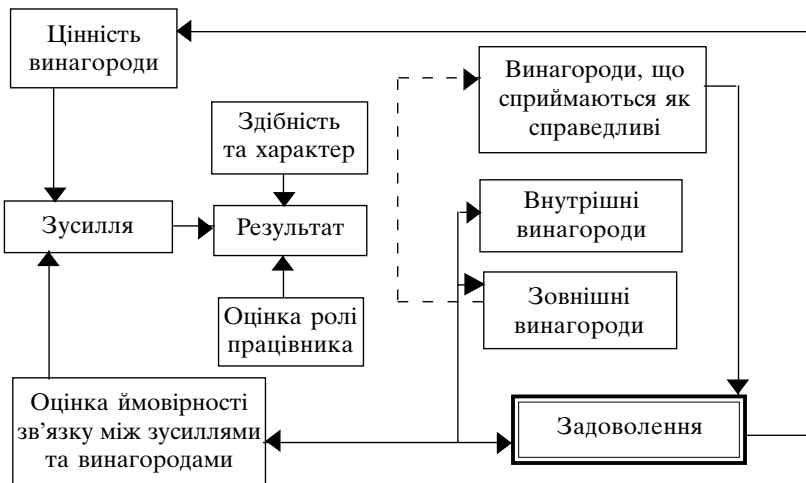 Цінність
винагороди
Винагороди, що
сприймаються як
справедливі
Здібність
та характер
Внутрішні
винагороди
Зусилля
Результат
Зовнішні
винагороди
Оцінка ролі
працівника
Оцінка ймовірності
зв'язку між зусиллями
та винагородами
Задоволення